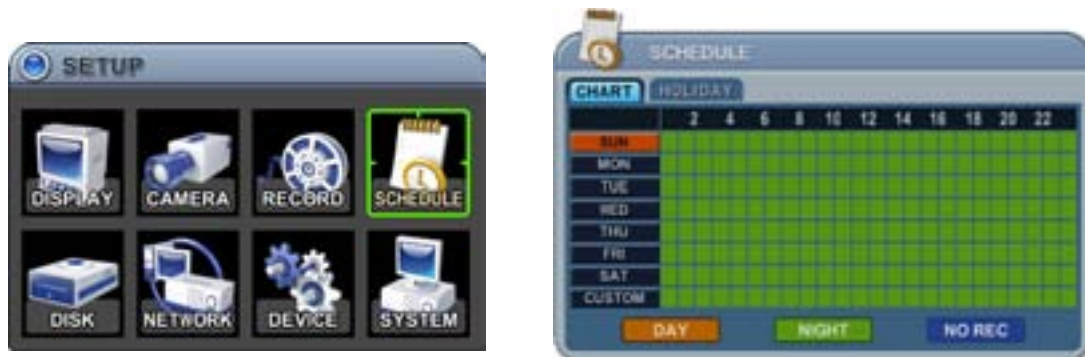 SETUP
DISPLAY CAMERA RECORD SCHEDULE
DISK NETWORK DEVICE SYSTEM
SCHEDULE
CHART HOLIDAY
2 4 6 8 10 12 14 16 18 20 22
SUN
MON
TUE
WED
THU
FRI
SAT
CUSTOM
DAY NIGHT NO REC